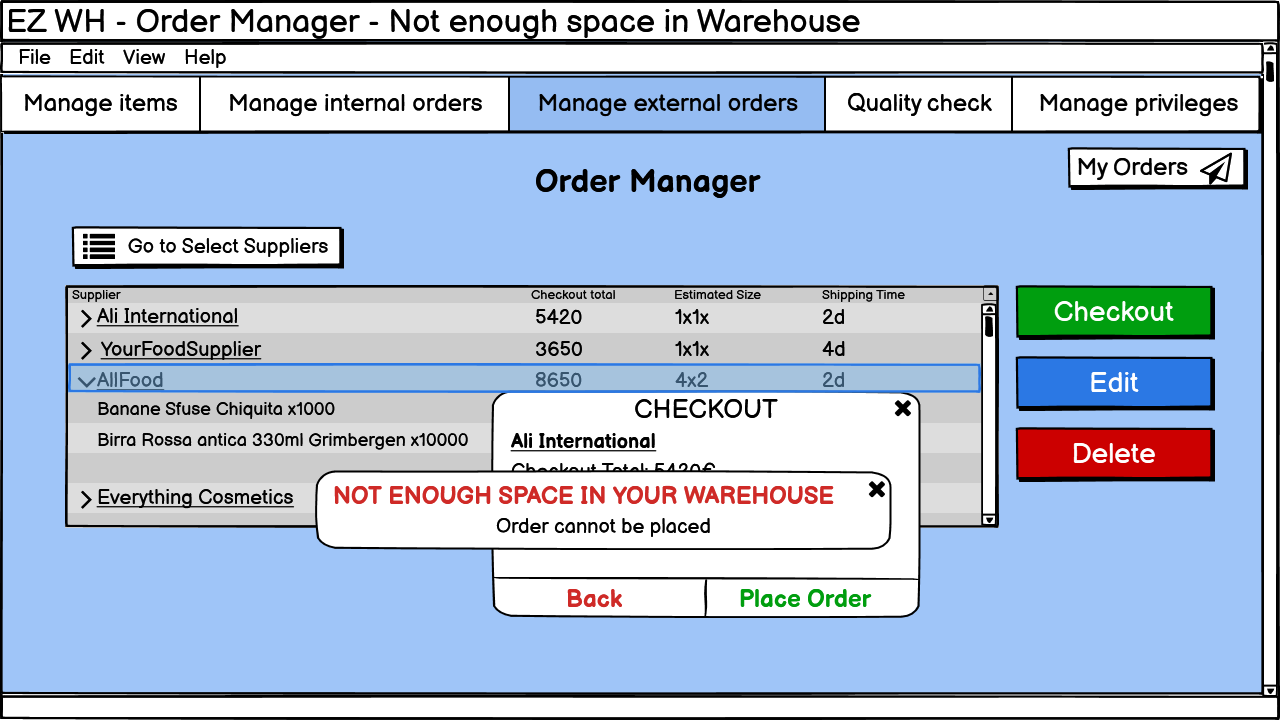 EZ WH - Order Manager - Not enough space in Warehouse
File Edit View Help
Manage items Manage internal orders Manage external orders Quality check Manage privileges
Order Manager
My Orders
Go to Select Suppliers
Supplier Checkout total Estimated Size Shipping Time
Ali International 5420 1x1x 2d
YourFoodSupplier 3650 1x1x 4d
AllFood 8650 4x2 2d
Banane Sfuse Chiquita x1000
Birra Rossa antica 330ml Grimbergen x10000
Everything Cosmetics
Checkout
Edit
Delete
CHECKOUT
Ali International
Checkout Total: 5420€
NOT ENOUGH SPACE IN YOUR WAREHOUSE
Order cannot be placed
Back Place Order